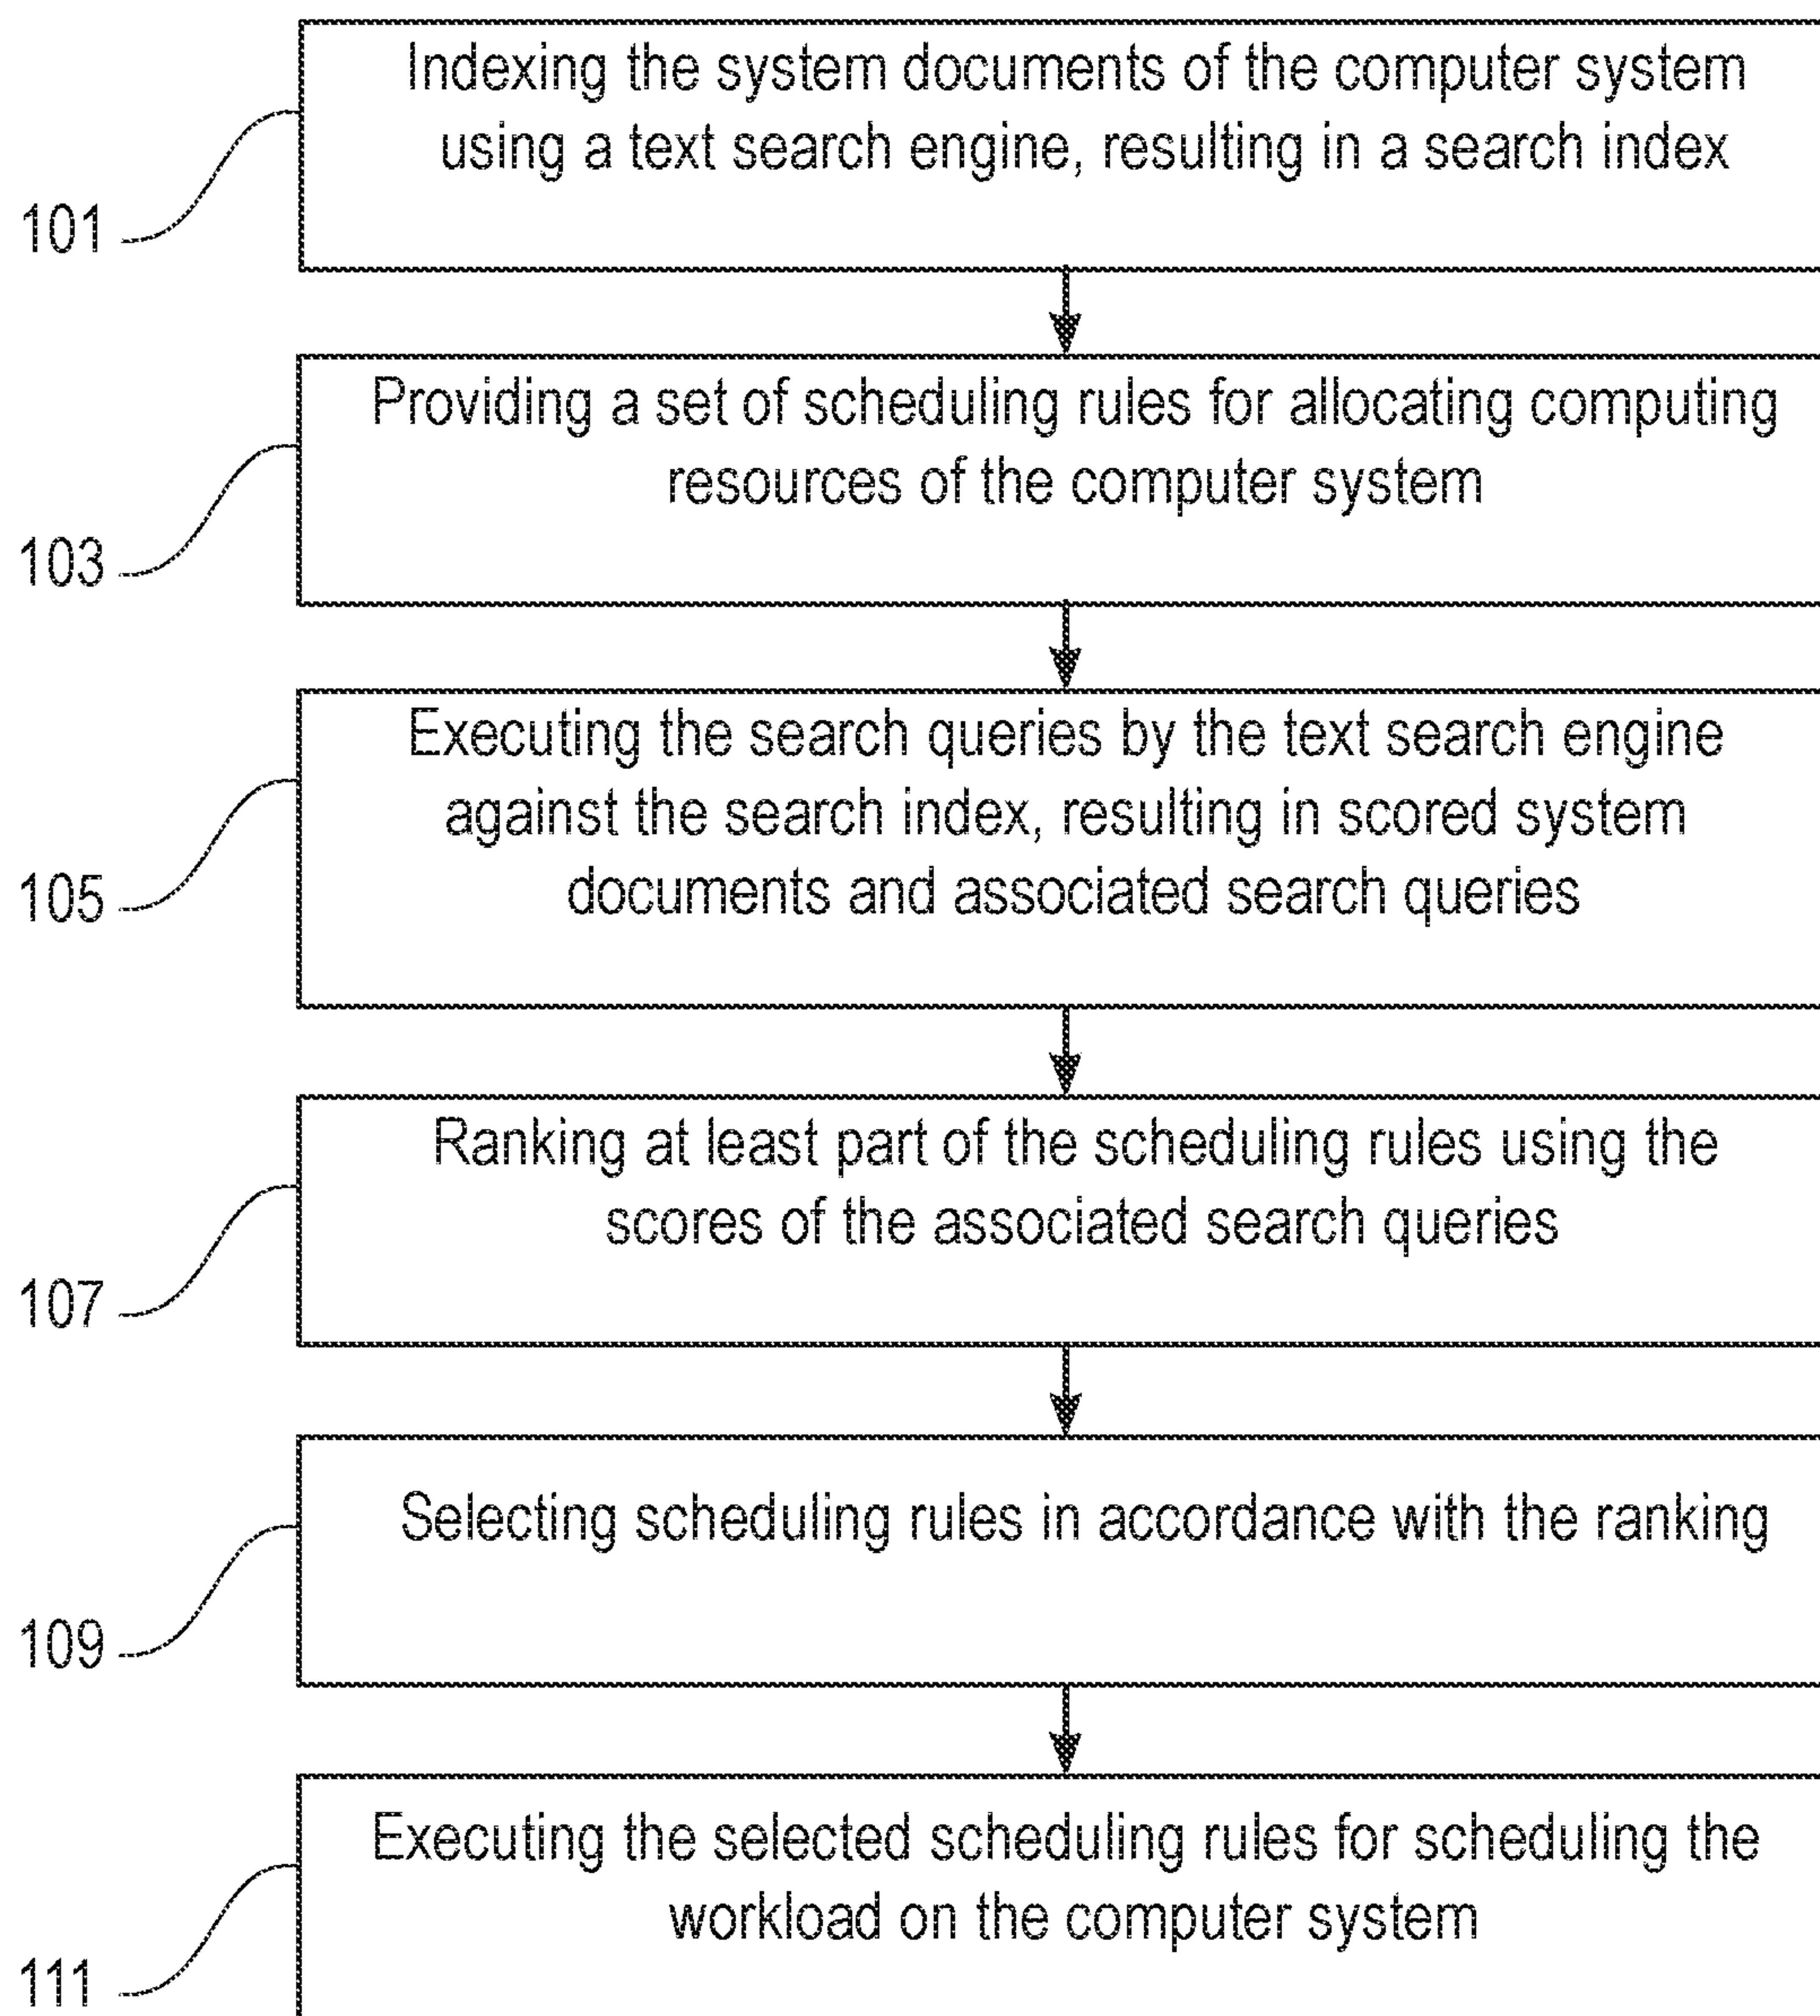 Indexing the system documents of the computer system
using a text search engine, resulting in a search index
101
Providing a set of scheduling rules for allocating computing
resources of the computer system
103
Executing the search queries by the text search engine
against the search index, resulting in scored system
documents and associated search queries
105
Ranking at least part of the scheduling rules using the
scores of the associated search queries
107
Selecting scheduling rules in accordance with the ranking
109
Executing the selected scheduling rules for scheduling the
workload on the computer system
111